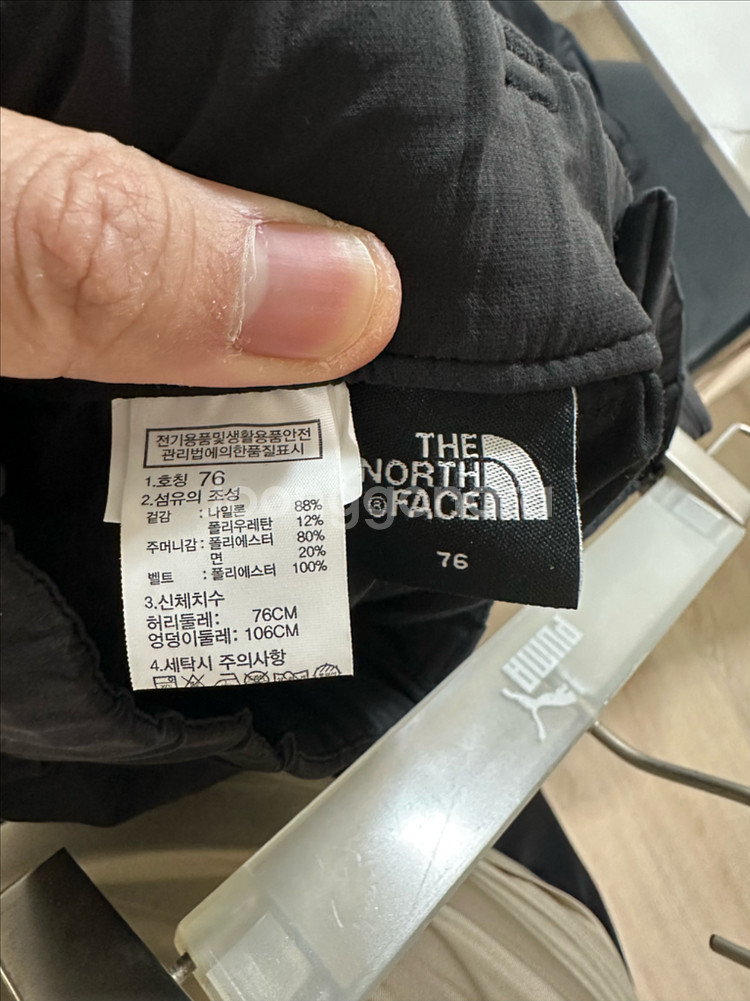 전기용품및생활용품안전
관리법에의한품질표시
1.호칭 76
2.섬유의 조성
겉감 : 나일론 88%
폴리우레탄 12%
주머니감 : 폴리에스터 80%
면 20%
벨트 : 폴리에스터 100%
3.신체치수
허리둘레: 76CM
엉덩이둘레: 106CM
4.세탁시 주의사항
THE
NORTH
FACE
®
76
PUMA